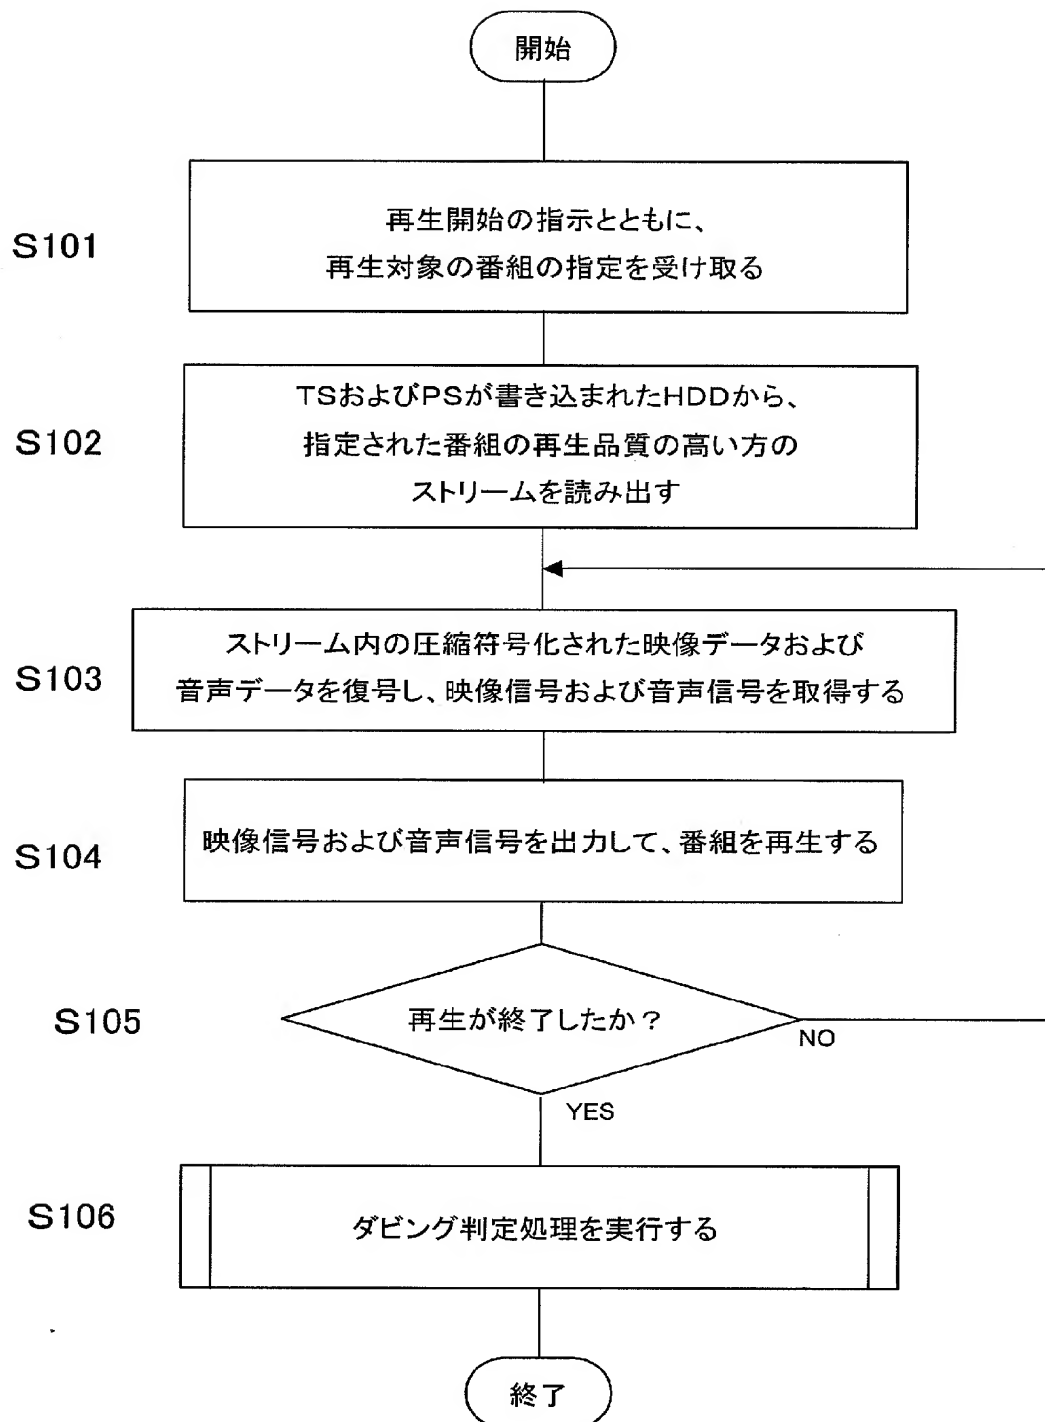 開始
S101
再生開始の指示とともに、
再生対象の番組の指定を受け取る
S102
TSおよびPSが書き込まれたHDDから、
指定された番組の再生品質の高い方の
ストリームを読み出す
S103
ストリーム内の圧縮符号化された映像データおよび
音声データを復号し、映像信号および音声信号を取得する
S104
映像信号および音声信号を出力して、番組を再生する
S105
再生が終了したか？
NO
YES
S106
ダビング判定処理を実行する
終了